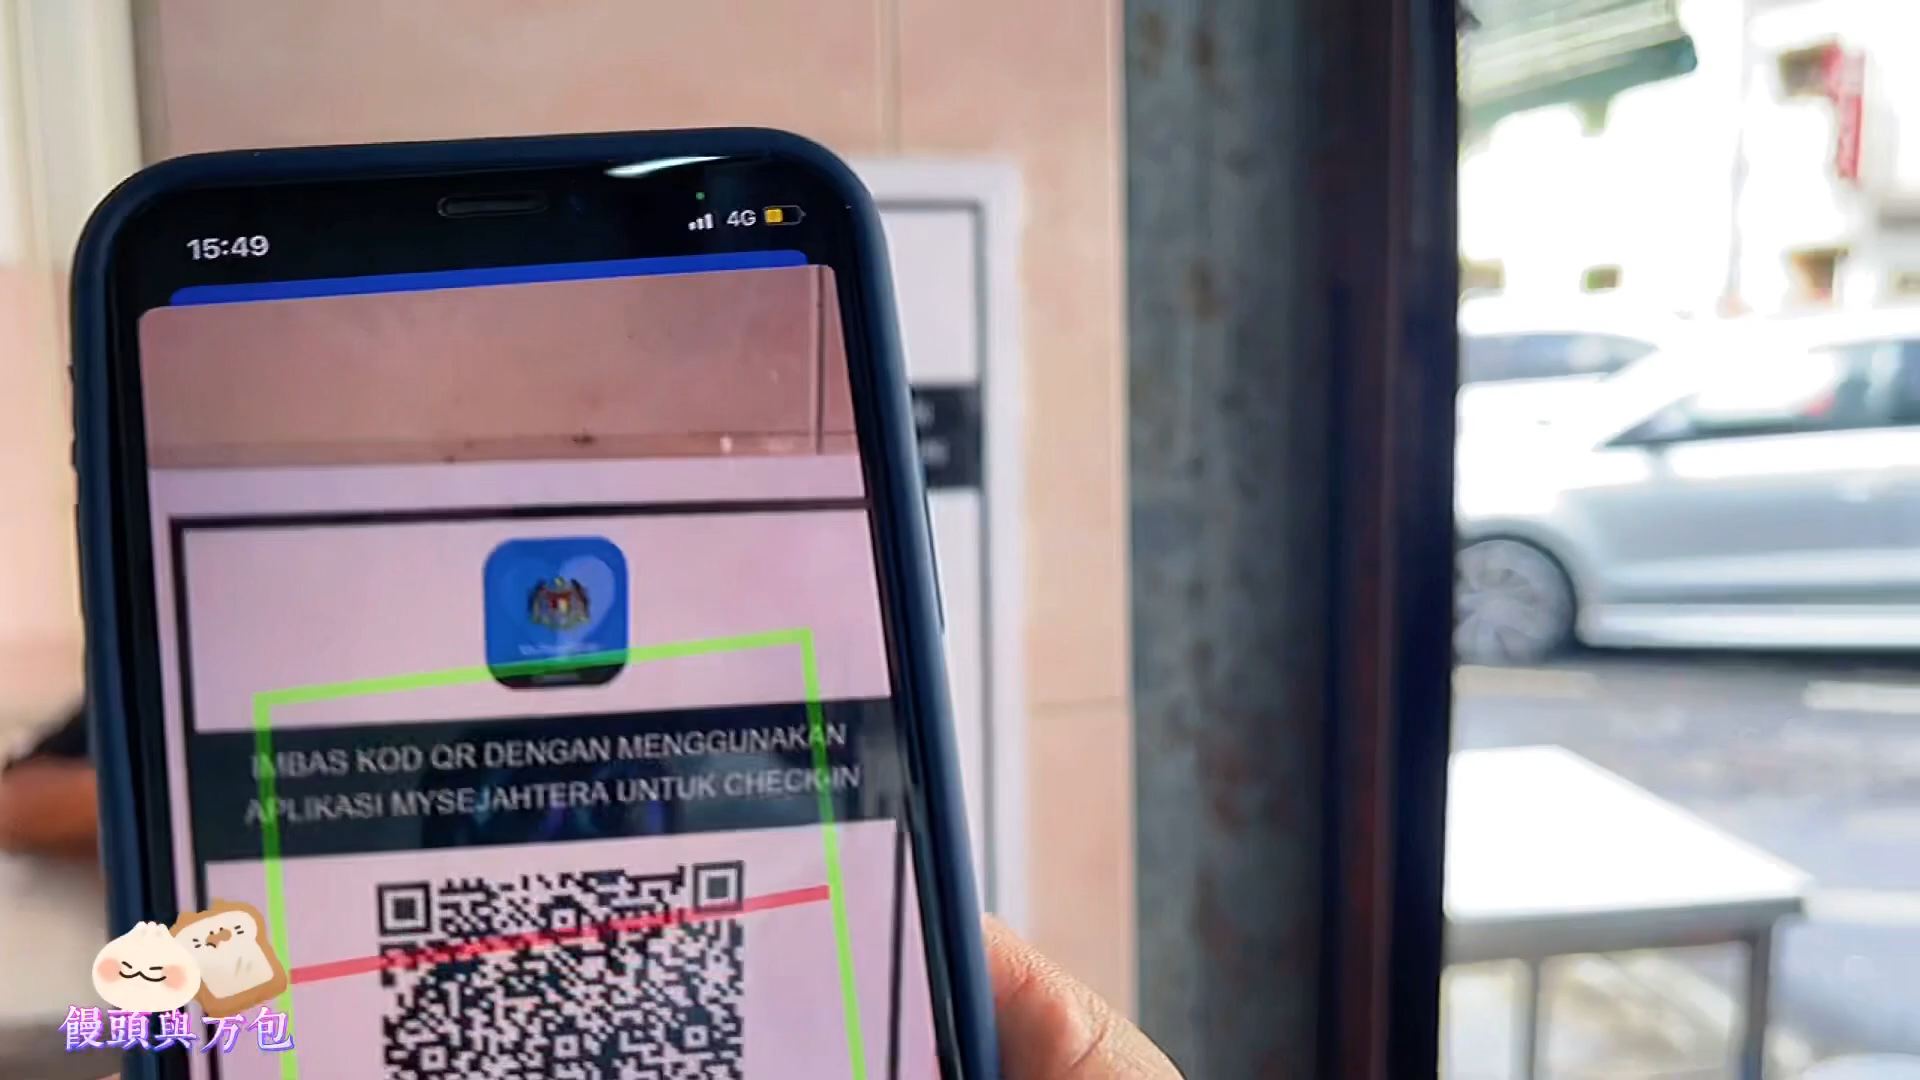 15:49
4G
IMBAS KOD QR DENGAN MENGGUNAKAN
APLIKASI MYSEJAHTERA UNTUK CHECK-IN
饅頭與万包